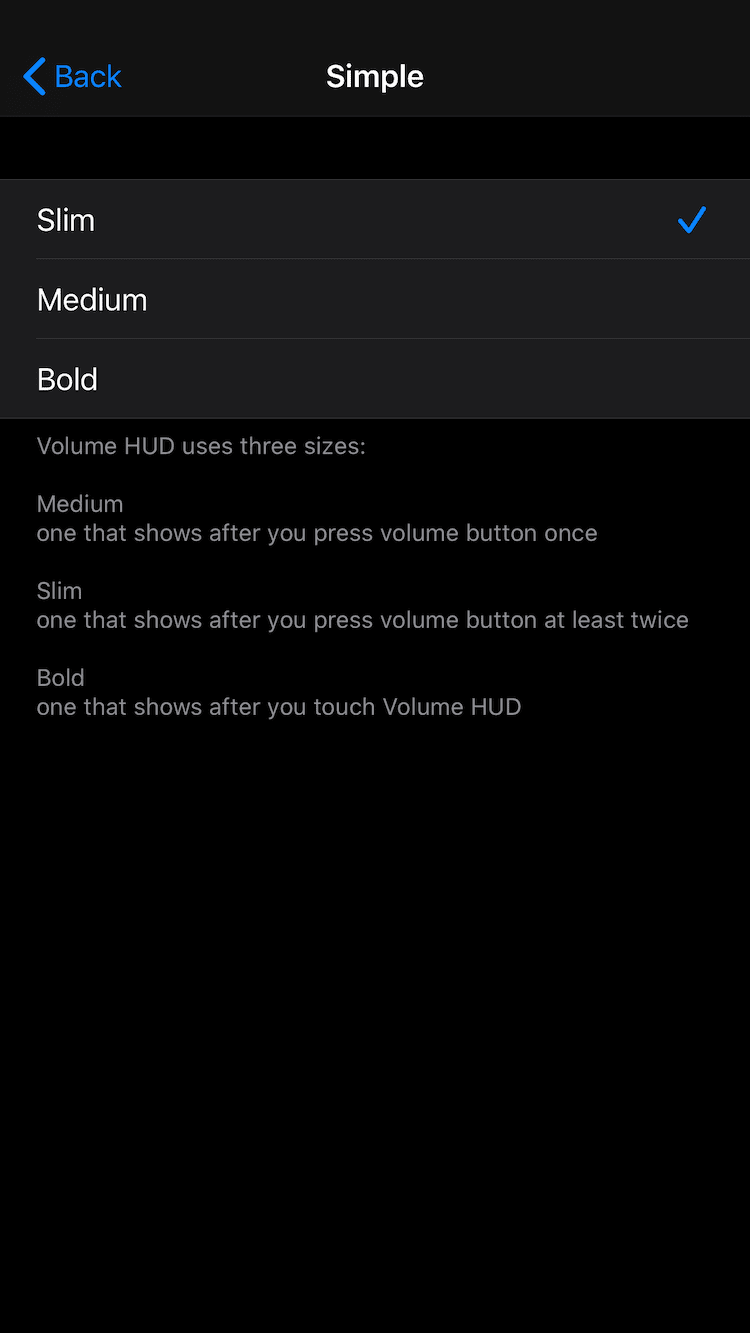 Back
Simple
Slim
Medium
Bold
Volume HUD uses three sizes:
Medium
one that shows after you press volume button once
Slim
one that shows after you press volume button at least twice
Bold
one that shows after you touch Volume HUD